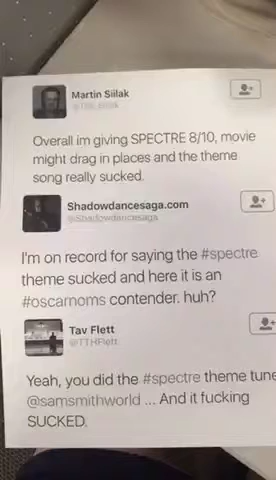 Martin Siilak
Overall im giving SPECTRE 8/10, movie
might drag in places and the theme
song really sucked.
Shadowdancesaga.com
@Shadowdancesaga
I'm on record for saying the #spectre
theme sucked and here it is an
#oscarnoms contender. huh?
Tav Flett
@TTHFlett
Yeah, you did the #spectre theme tune
@samsmithworld ... And it fucking
SUCKED.